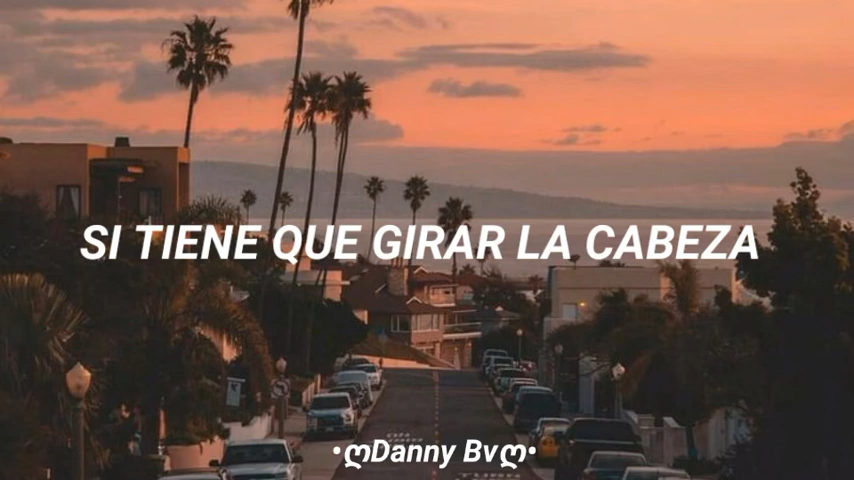 SI TIENE QUE GIRAR LA CABEZA
•ღDanny Bvღ•